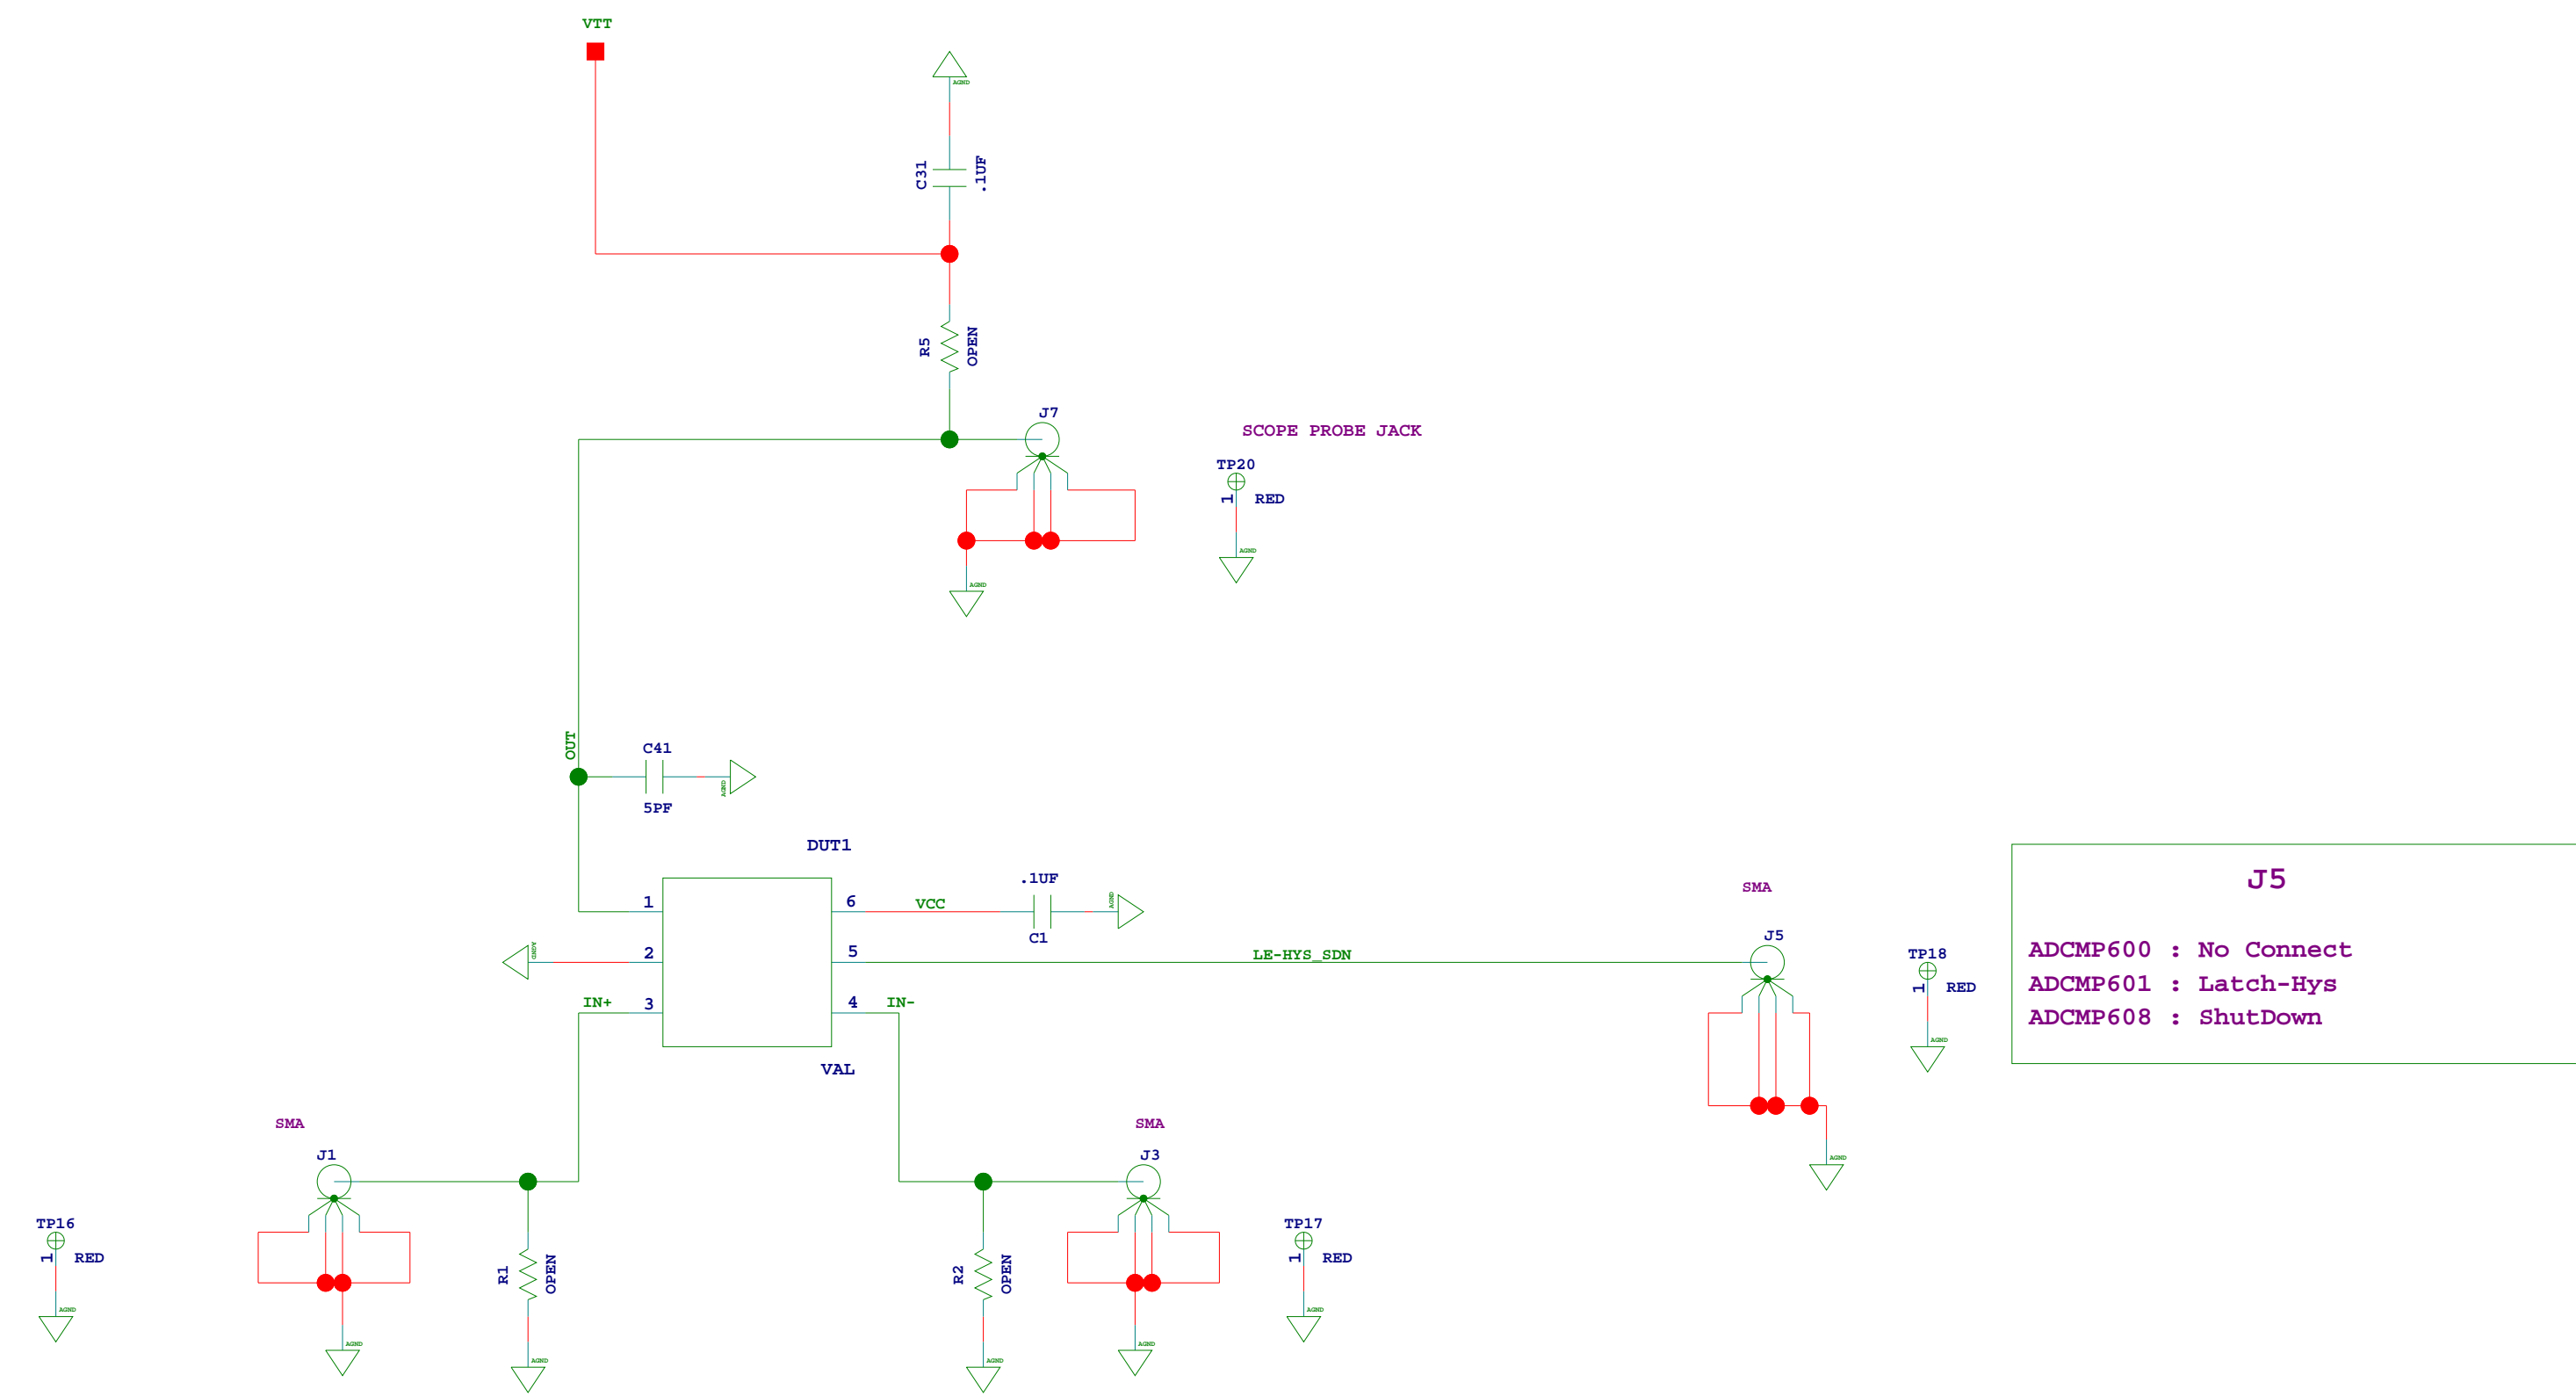 VTT
AGND
C31
.1UF
R5
OPEN
J7
SCOPE PROBE JACK
TP20
1
RED
AGND
AGND
OUT
C41
AGND
5PF
DUT1
.1UF
1
6
VCC
AGND
C1
AGND
2
5
LE-HYS_SDN
IN+
3
4
IN-
VAL
SMA
J5
TP18
1
RED
AGND
AGND
J5
ADCMP600 : No Connect
ADCMP601 : Latch-Hys
ADCMP608 : ShutDown
SMA
J1
TP16
1
RED
AGND
AGND
R1
OPEN
AGND
SMA
J3
R2
OPEN
AGND
AGND
TP17
1
RED
AGND